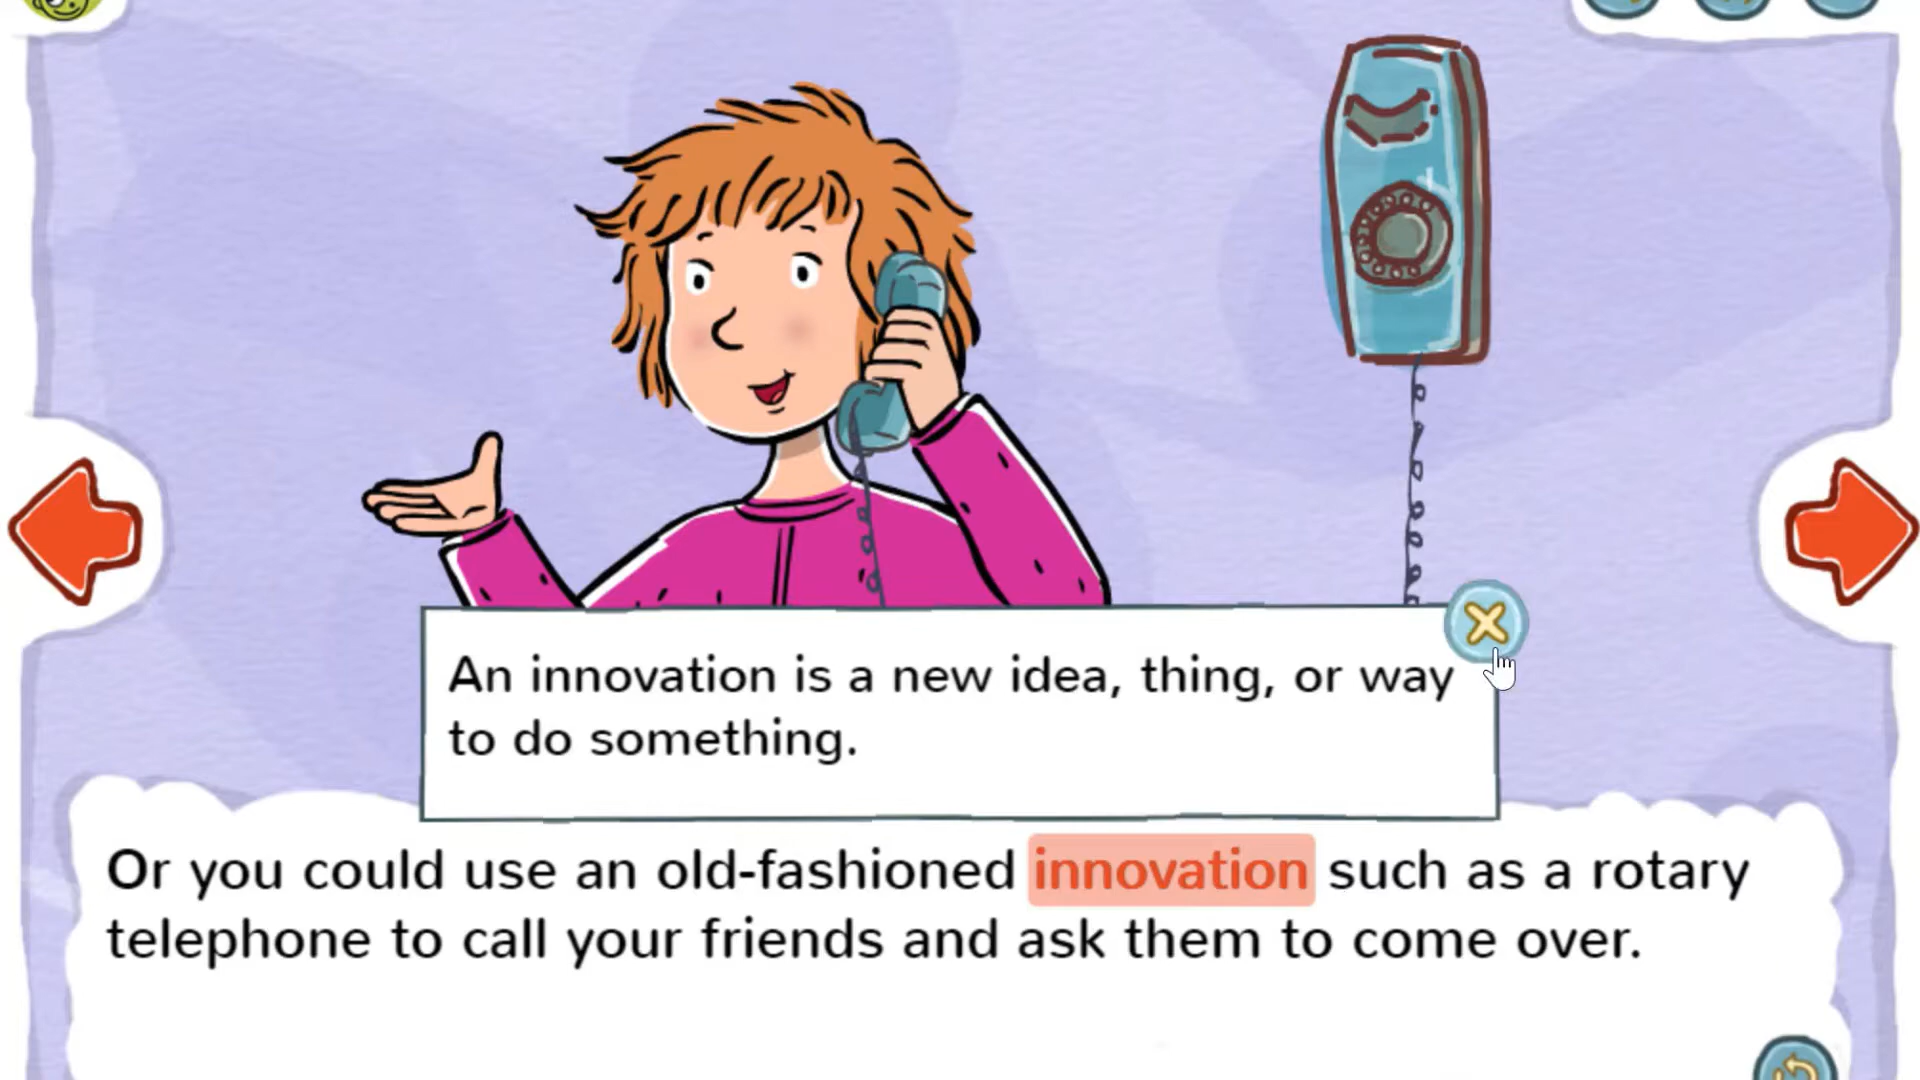 An innovation is a new idea, thing, or way
to do something.
Or you could use an old-fashioned innovation such as a rotary
telephone to call your friends and ask them to come over.